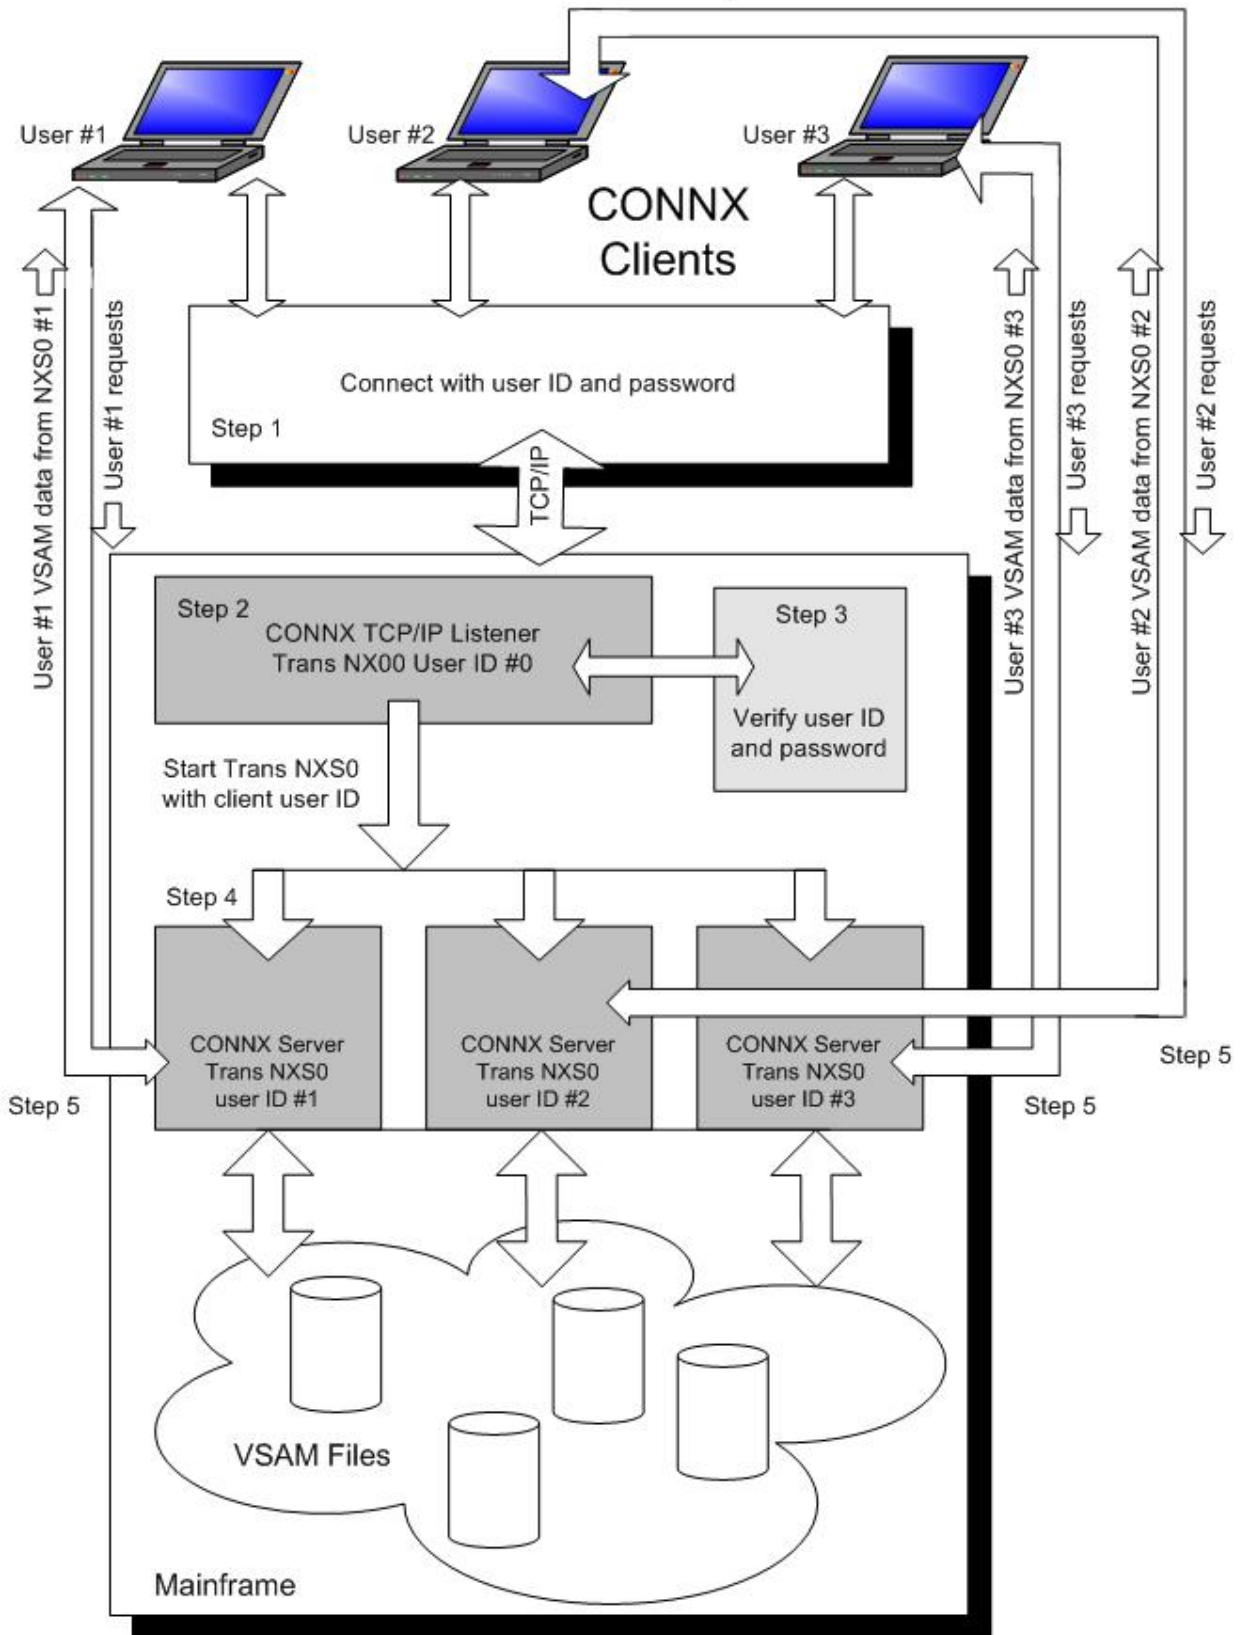 User #1
User #2
User #3
CONNX
Clients
User #1 VSAM data from NXS0 #1
User #1 requests
User #3 VSAM data from NXS0 #3
User #3 requests
User #2 VSAM data from NXS0 #2
User #2 requests
Connect with user ID and password
Step 1
TCP/IP
Step 2
CONNX TCP/IP Listener
Trans NX00 User ID #0
Step 3
Verify user ID
and password
Start Trans NXS0
with client user ID
Step 4
CONNX Server
Trans NXS0
user ID #1
CONNX Server
Trans NXS0
user ID #2
CONNX Server
Trans NXS0
user ID #3
Step 5
Step 5
Step 5
VSAM Files
Mainframe